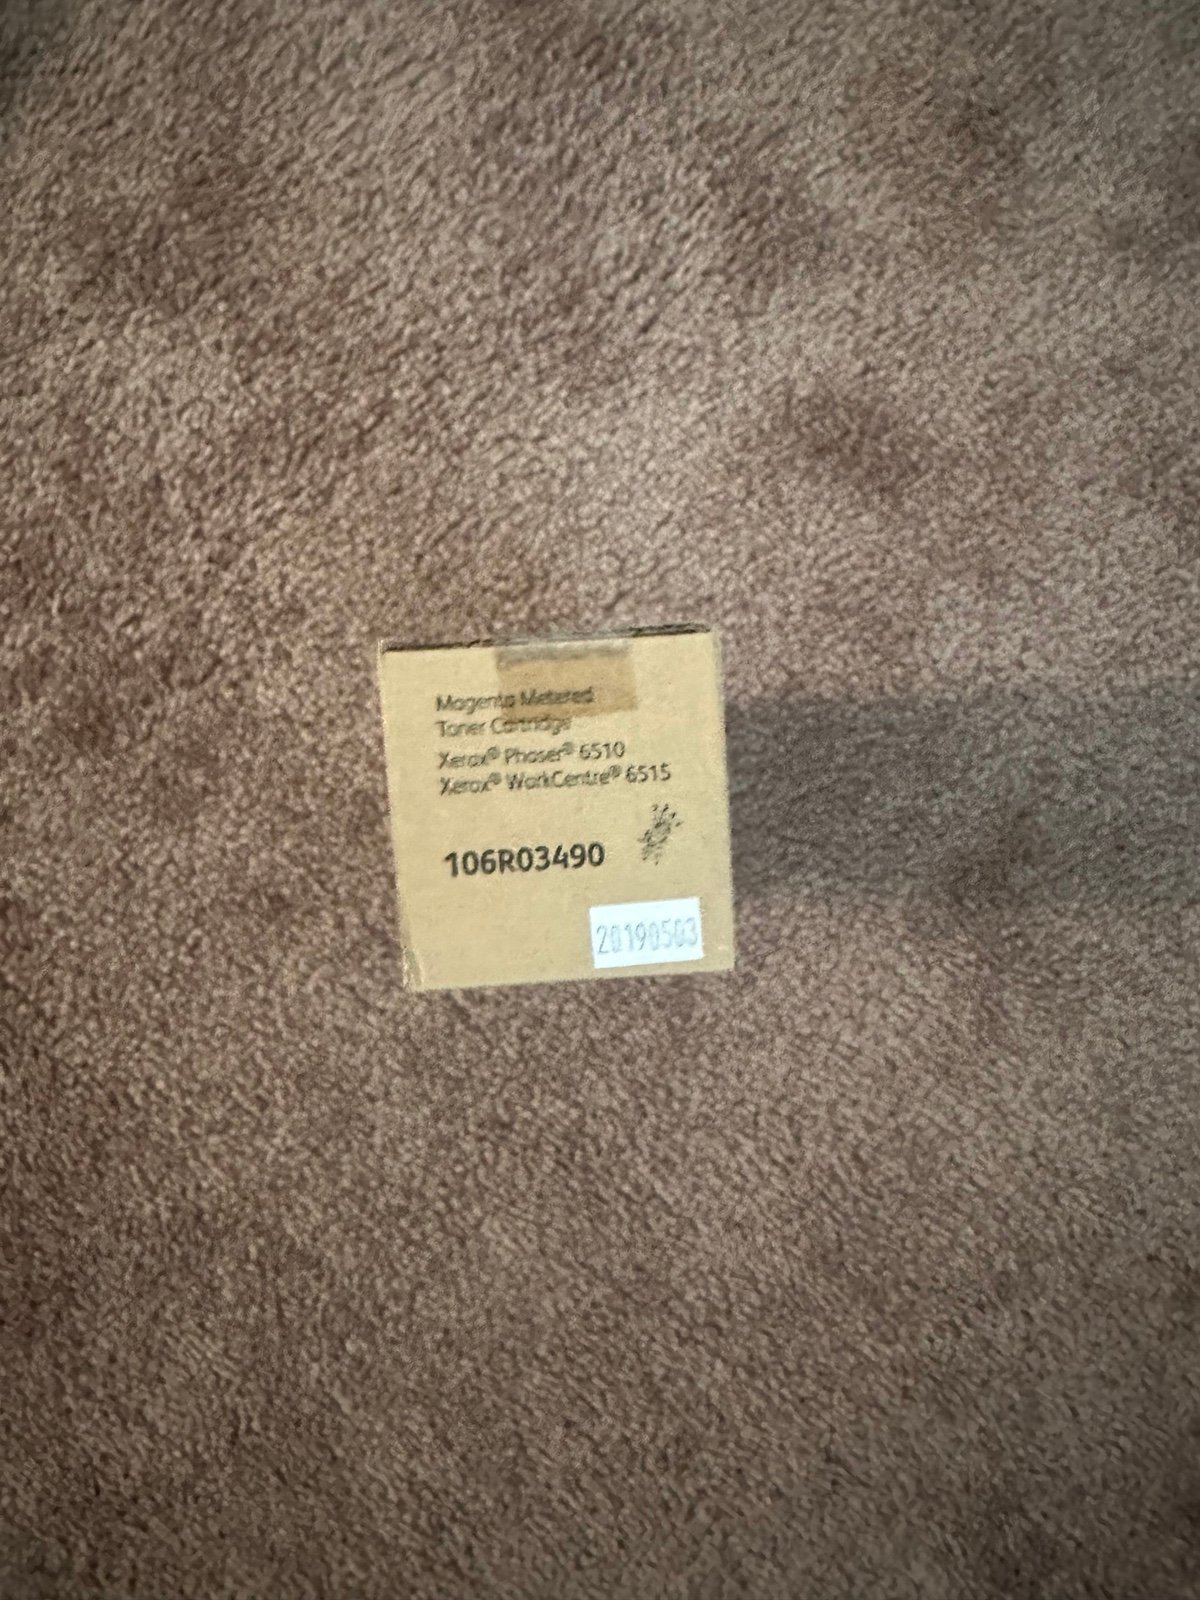 Magenta Metered
Toner Cartridge
Xerox® Phaser® 6510
Xerox® WorkCentre® 6515
106R03490
20190503